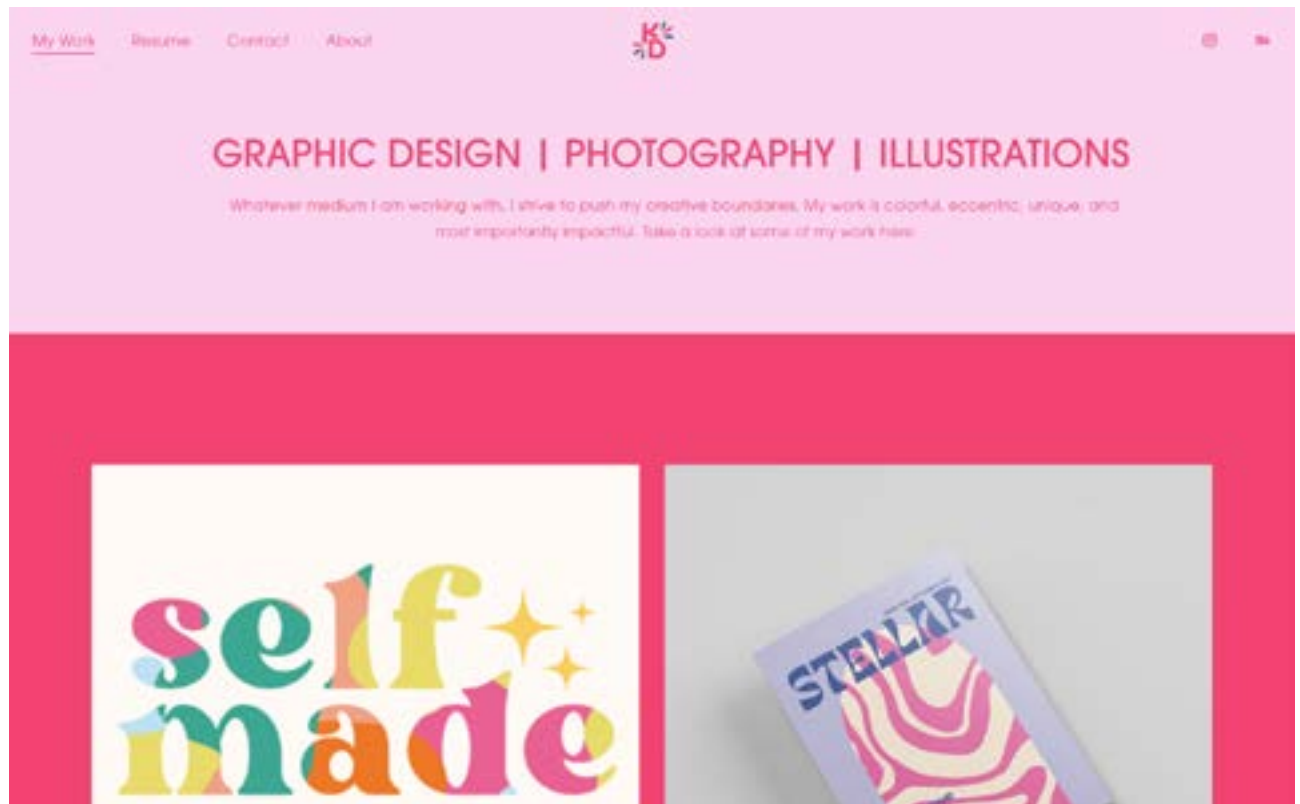 My Work Resume Contact About
KD
GRAPHIC DESIGN | PHOTOGRAPHY | ILLUSTRATIONS
Whatever medium I am working with, I strive to push my creative boundaries. My work is colorful, eccentric, unique, and
most importantly impactful. Take a look at some of my work here
self
made
STELLAR